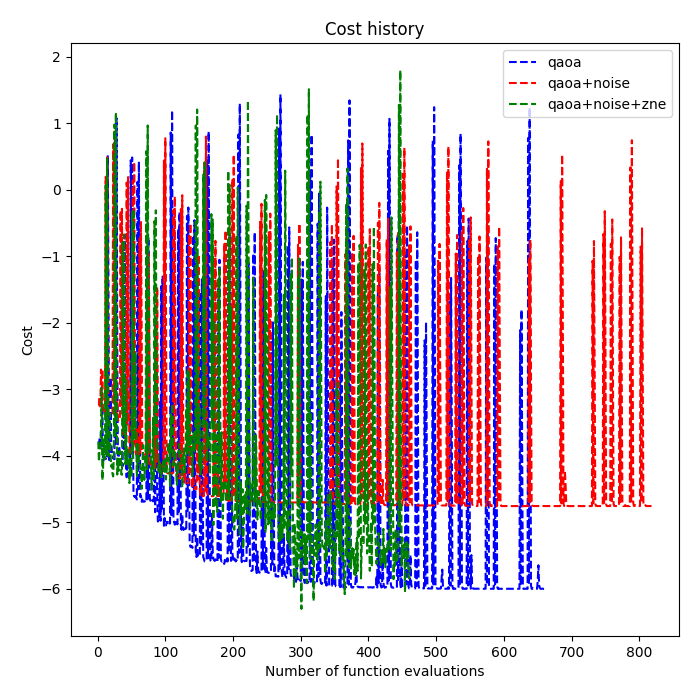 Cost history
qaoa
qaoa+noise
qaoa+noise+zne
2
1
0
−1
−2
−3
−4
−5
−6
Cost
0 100 200 300 400 500 600 700 800
Number of function evaluations